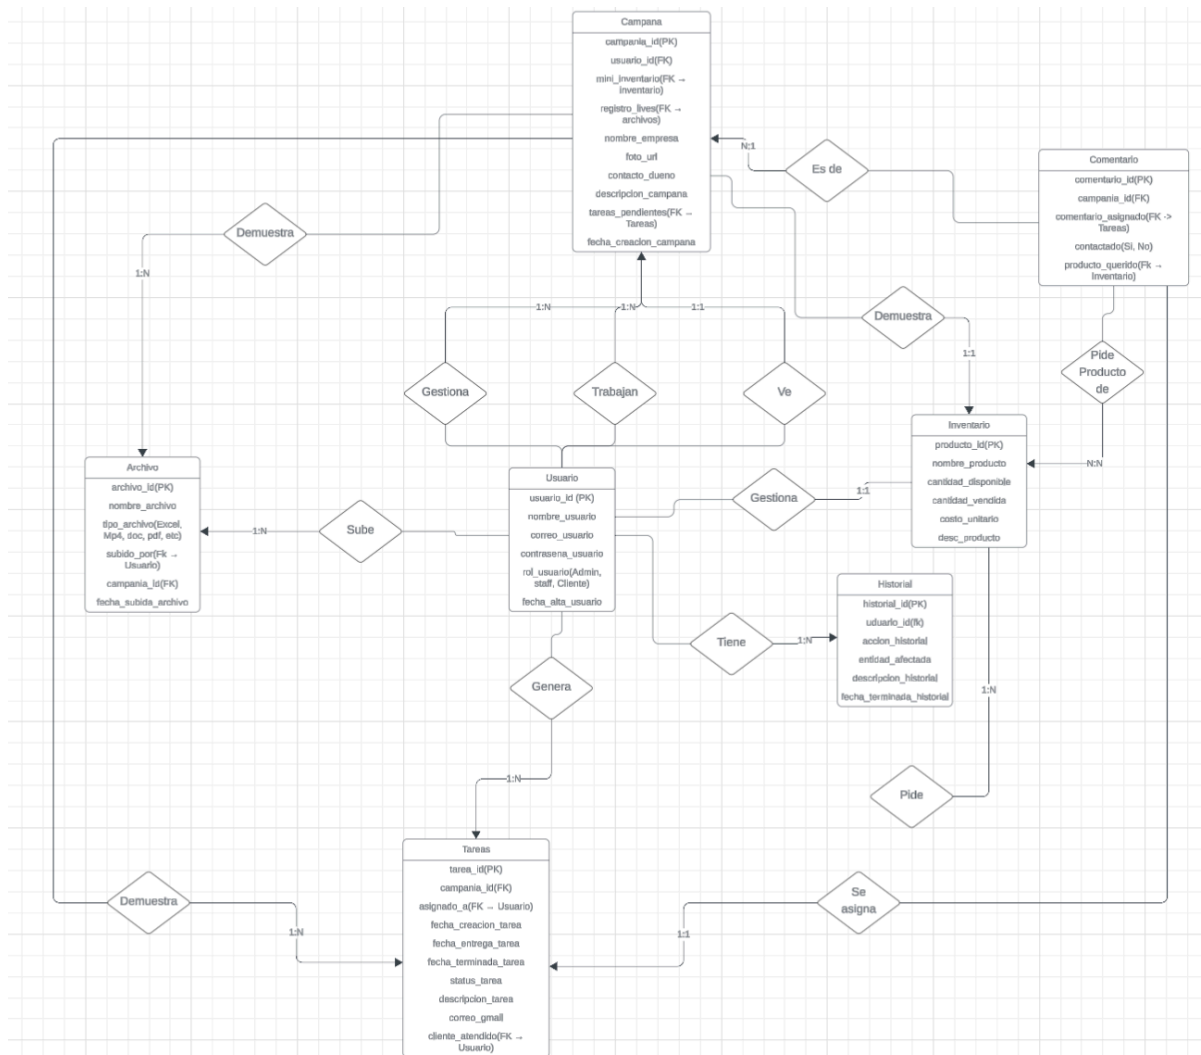 Campana
campania_id(PK)
usuario_id(FK)
mini_inventario(FK →
inventario)
registro_lives(FK →
archivos)
nombre_empresa
foto_url
contacto_dueno
descripcion_campana
tareas_pendientes(FK →
Tareas)
fecha_creacion_campana
N:1
Es de
Comentario
comentario_id(PK)
campania_id(FK)
comentario_asignado(FK ->
Tareas)
contactado(Si, No)
producto_querido(Fk →
Inventario)
Demuestra
1:N
1:N
1:N
1:1
Demuestra
1:1
Pide
Producto
de
N:N
Gestiona
Trabajan
Ve
Archivo
archivo_id(PK)
nombre_archivo
tipo_archivo(Excel,
Mp4, doc, pdf, etc)
subido_por(Fk →
Usuario)
campania_id(FK)
fecha_subida_archivo
1:N
Sube
Usuario
usuario_id (PK)
nombre_usuario
correo_usuario
contrasena_usuario
rol_usuario(Admin,
staff, Cliente)
fecha_alta_usuario
Gestiona
1:1
Inventario
producto_id(PK)
nombre_producto
cantidad_disponible
cantidad_vendida
costo_unitario
desc_producto
Historial
historial_id(PK)
uduario_id(fk)
accion_historial
entidad_afectada
descripcion_historial
fecha_terminada_historial
Tiene
1:N
Genera
1:N
1:N
Pide
Tareas
tarea_id(PK)
campania_id(FK)
asignado_a(FK → Usuario)
fecha_creacion_tarea
fecha_entrega_tarea
fecha_terminada_tarea
status_tarea
descripcion_tarea
correo_gmail
cliente_atendido(FK →
Usuario)
Demuestra
1:N
Se
asigna
1:1